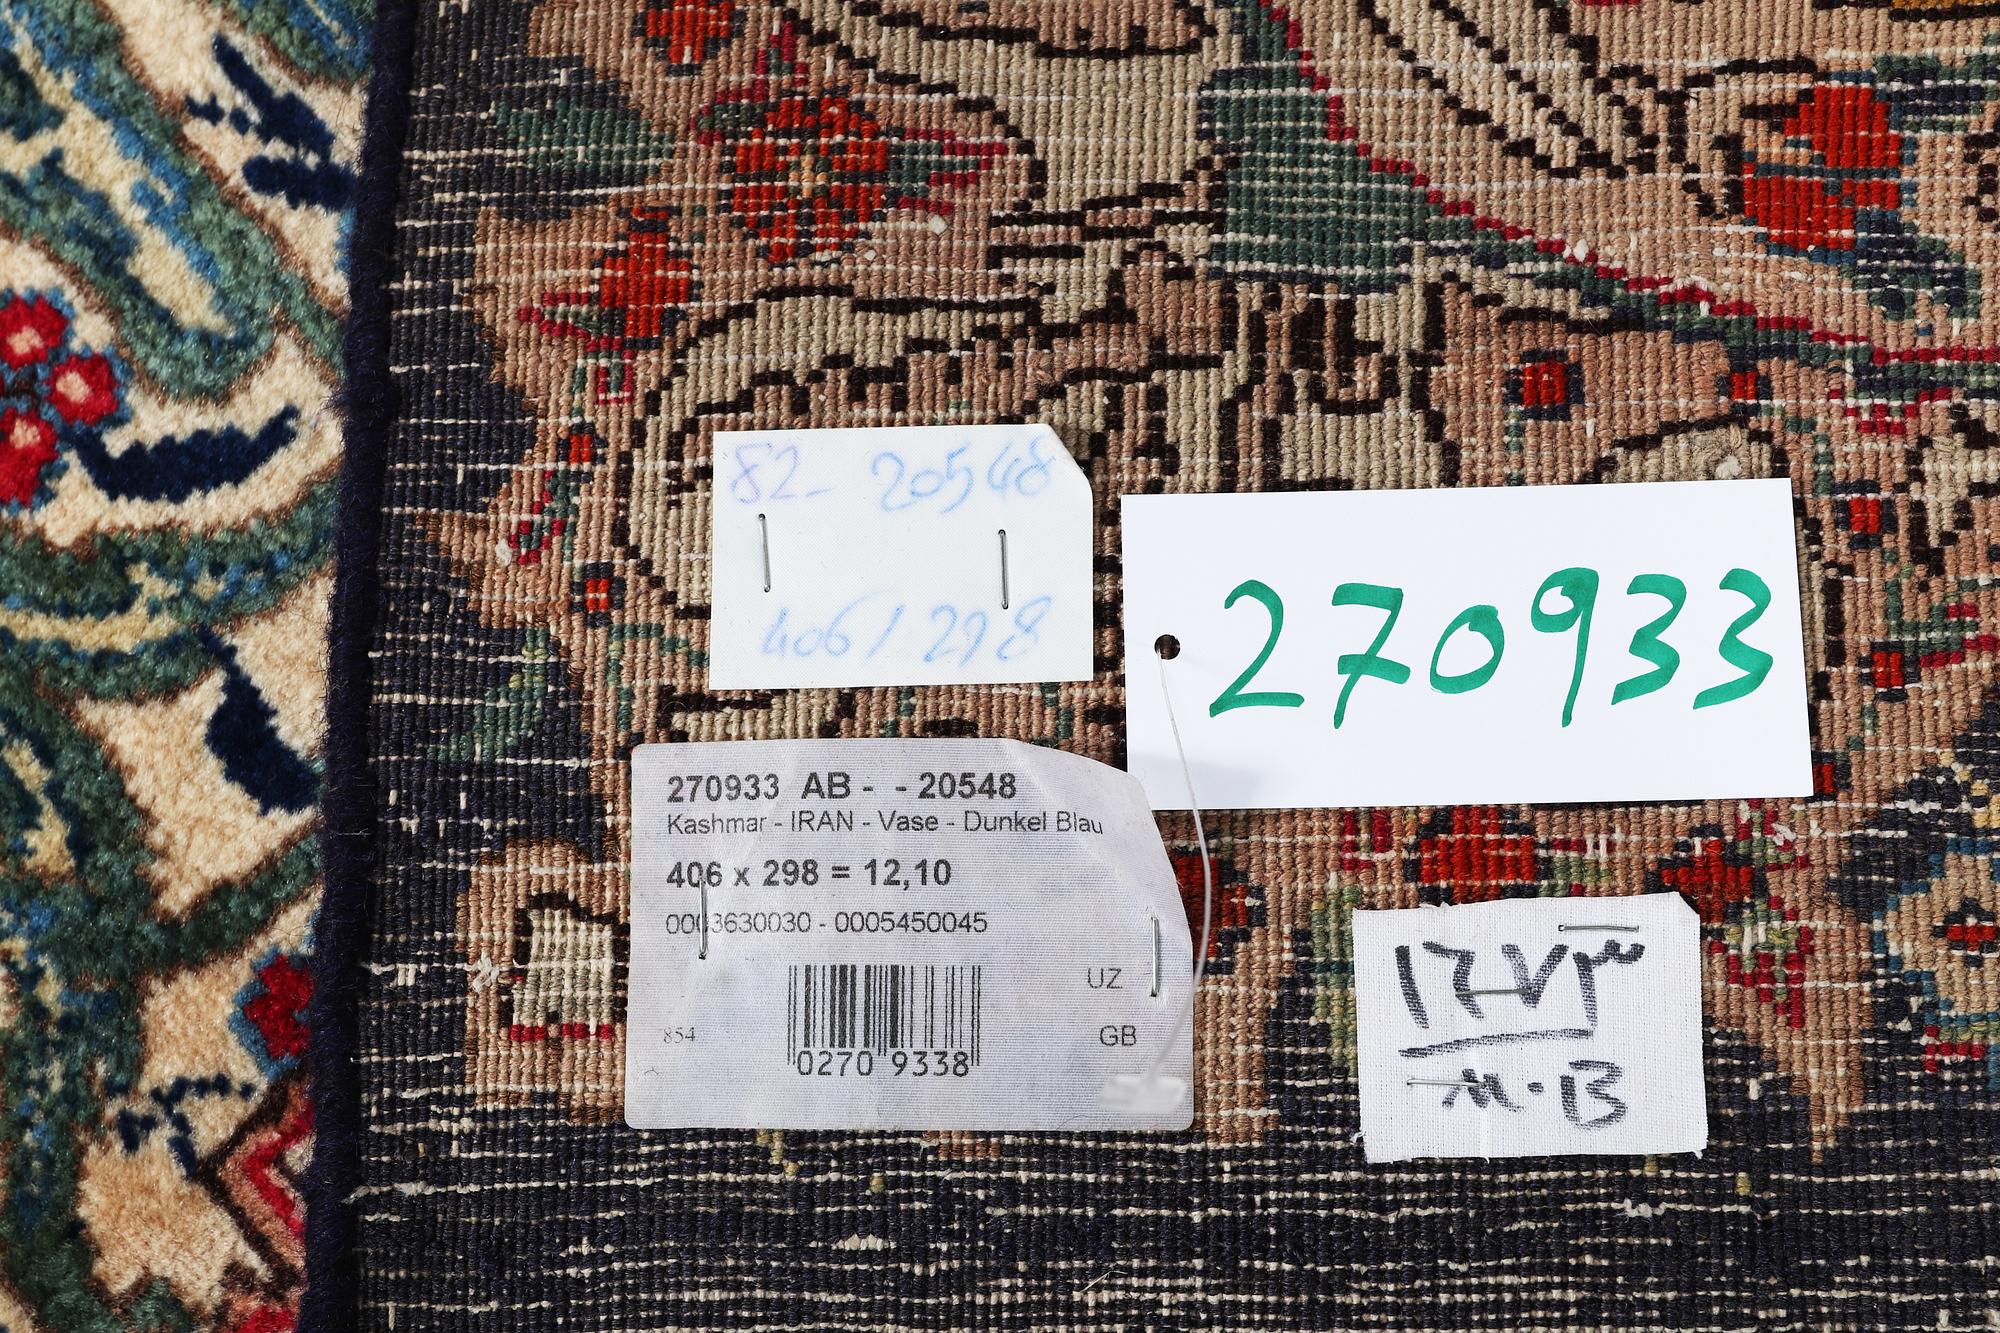 82- 20548
406/298
270933
270933 AB - - 20548
Kashmar - IRAN - Vase - Dunkel Blau
406 x 298 = 12,10
0003630030 - 0005450045
UZ
854
GB
0270 9338
M·B